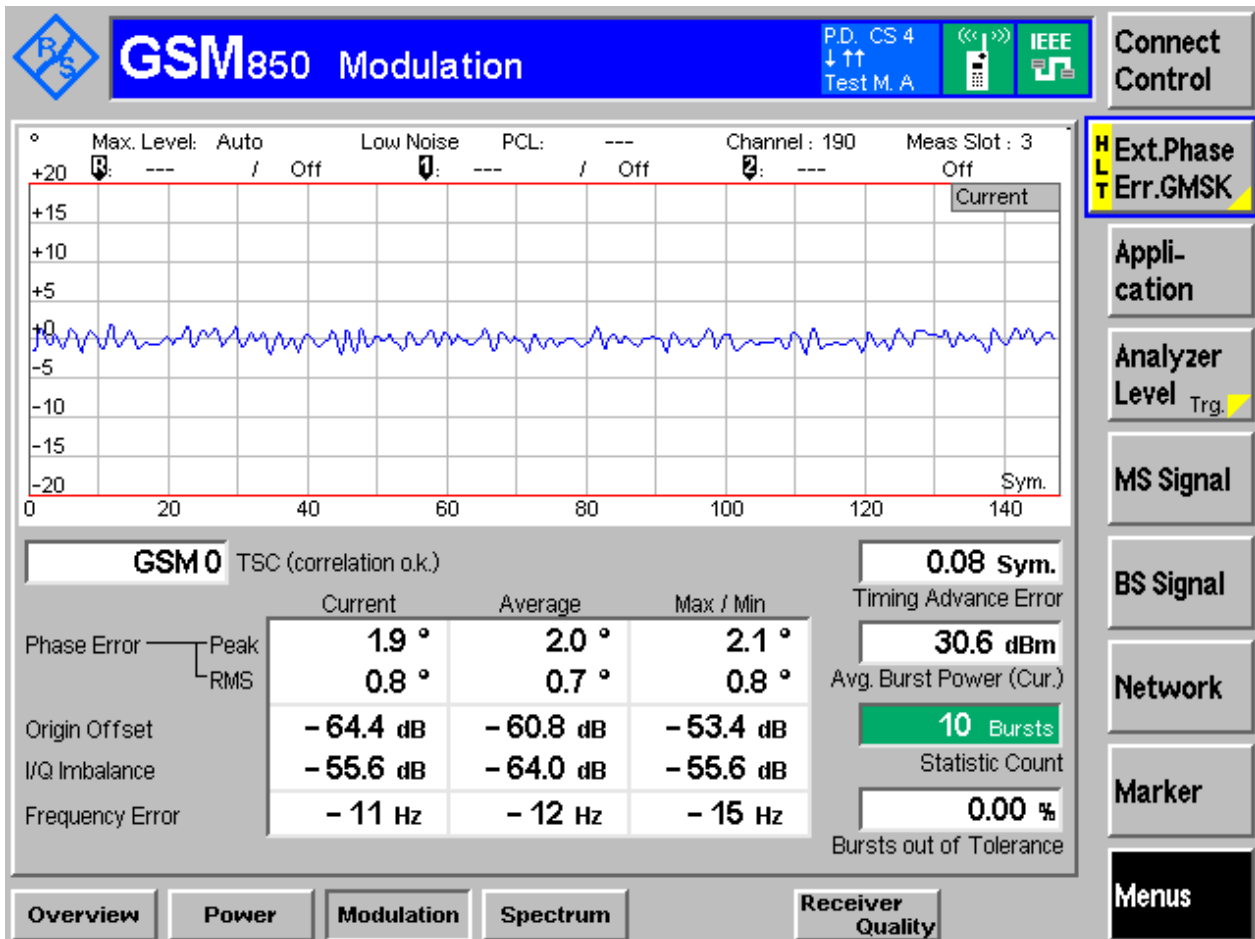 R/S
GSM850 Modulation
P.D. CS 4
↓ ↑↑
Test M. A
IEEE
Connect
Control
° Max. Level: Auto Low Noise PCL: --- Channel : 190 Meas Slot : 3
R: --- / Off 1: --- / Off 2: --- Off
Current
+20
+15
+10
+5
+0
-5
-10
-15
-20
Sym.
0 20 40 60 80 100 120 140
HLT
Ext.Phase
Err.GMSK
Appli-
cation
Analyzer
Level Trg.
MS Signal
BS Signal
Network
Marker
Menus
GSM 0 TSC (correlation o.k.)
Current Average Max / Min
Phase Error Peak 1.9 ° 2.0 ° 2.1 °
RMS 0.8 ° 0.7 ° 0.8 °
Origin Offset – 64.4 dB – 60.8 dB – 53.4 dB
I/Q Imbalance – 55.6 dB – 64.0 dB – 55.6 dB
Frequency Error – 11 Hz – 12 Hz – 15 Hz
0.08 Sym.
Timing Advance Error
30.6 dBm
Avg. Burst Power (Cur.)
10 Bursts
Statistic Count
0.00 %
Bursts out of Tolerance
Overview
Power
Modulation
Spectrum
Receiver
Quality